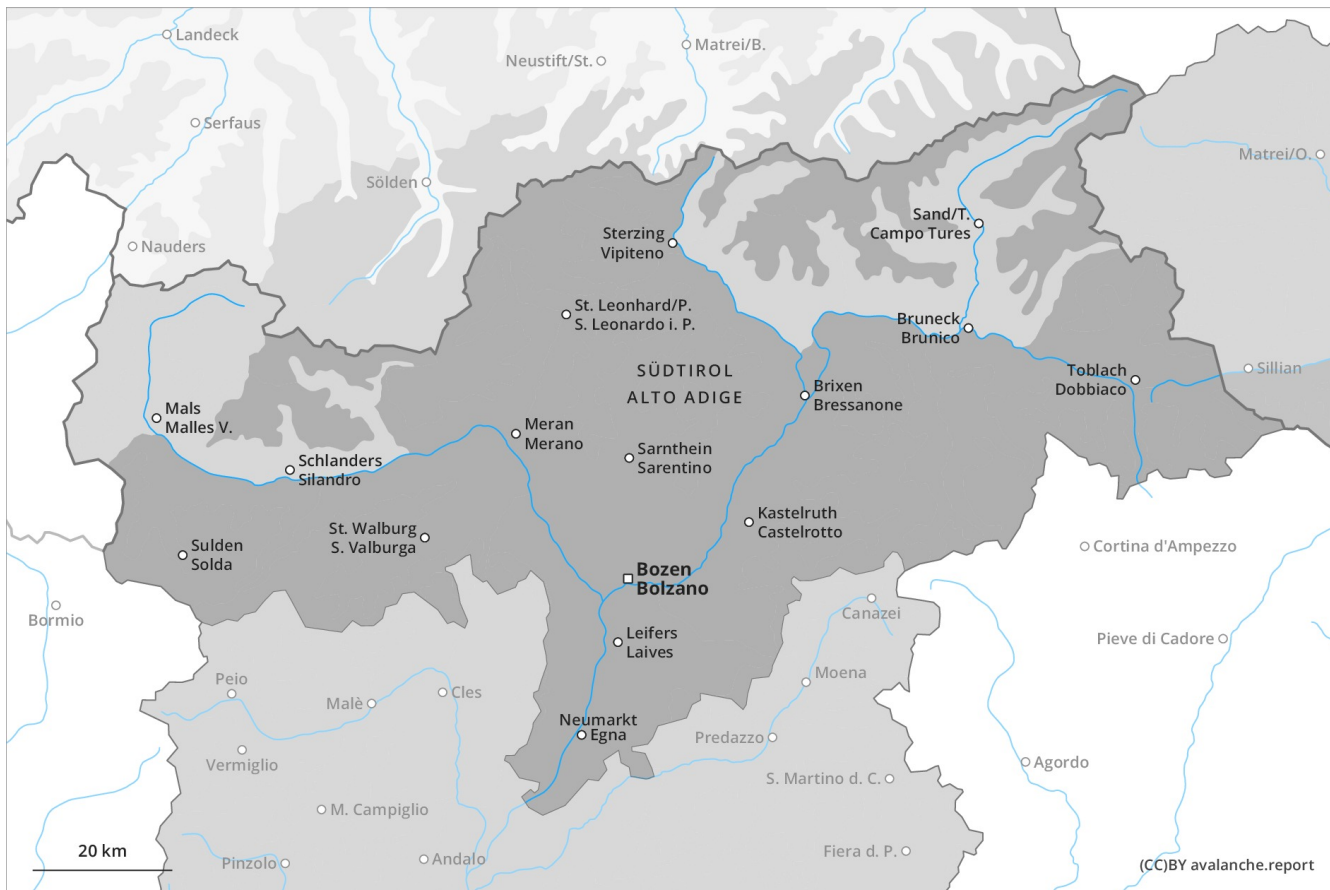 Landeck
Matrei/B.
Neustift/St.
Serfaus
Matrei/O.
Sölden
Sand/T.
Campo Tures
Sterzing
Vipiteno
Nauders
St. Leonhard/P.
S. Leonardo i. P.
Bruneck
Brunico
SÜDTIROL
ALTO ADIGE
Toblach
Dobbiaco
Sillian
Brixen
Bressanone
Mals
Malles V.
Meran
Merano
Sarnthein
Sarentino
Schlanders
Silandro
Kastelruth
Castelrotto
St. Walburg
S. Valburga
Sulden
Solda
Cortina d'Ampezzo
Bozen
Bolzano
Canazei
Bormio
Leifers
Laives
Pieve di Cadore
Moena
Peio
Malè
Cles
Neumarkt
Egna
Predazzo
Vermiglio
Agordo
S. Martino d. C.
M. Campiglio
20 km
Pinzolo
Andalo
Fiera d. P.
(CC)BY avalanche.report